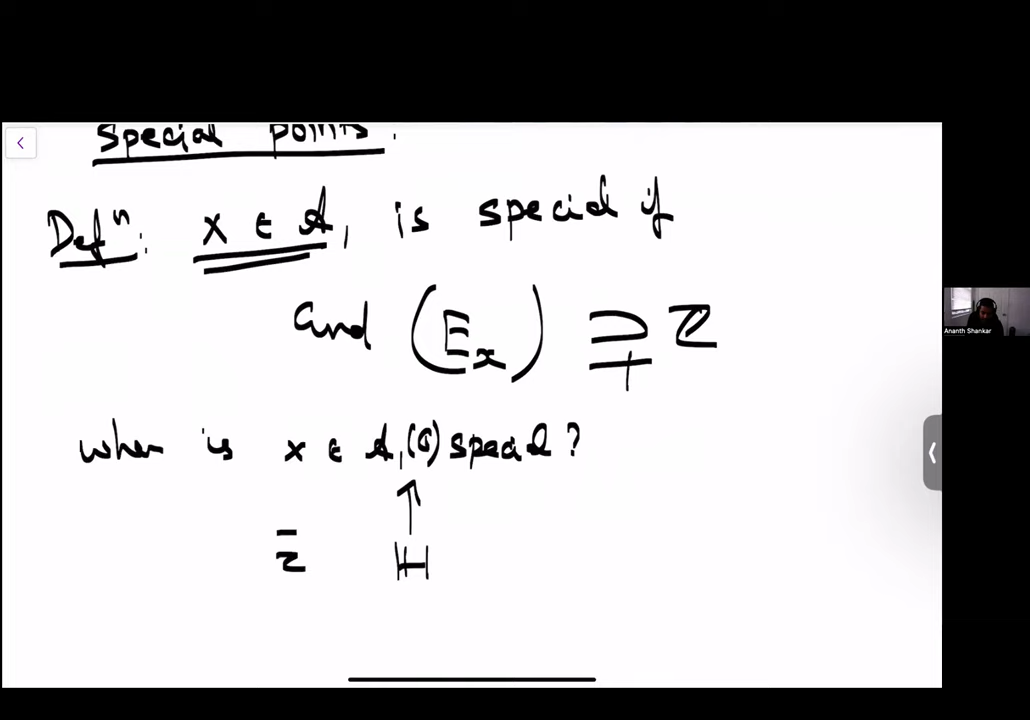 special points.
Defⁿ: x ∈ 𝒜₁ is special if
End (Eₓ) ⊋ ℤ
when is x ∈ 𝒜₁(ℂ) special?
ℍ
Ananth Shankar